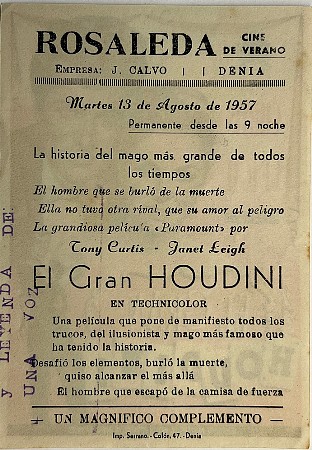 ROSALEDA CINE DE VERANO
EMPRESA: J. CALVO || DENIA
Martes 13 de Agosto de 1957
Permanente desde las 9 noche
La historia del mago más grande de todos
los tiempos
El hombre que se burló de la muerte
Ella no tuvo otra rival, que su amor al peligro
La grandiosa película «Paramount» por
Tony Curtis - Janet Leigh
El Gran HOUDINI
EN TECHNICOLOR
Una película que pone de manifiesto todos los
trucos, del ilusionista y mago más famoso que
ha tenido la historia.
Desafió los elementos, burló la muerte,
quiso alcanzar el más allá
El hombre que escapó de la camisa de fuerza
UN MAGNIFICO COMPLEMENTO
Imp. Serrano.-Colón, 47.-Denia
Y LEYENDA DE:
UNA VOZ